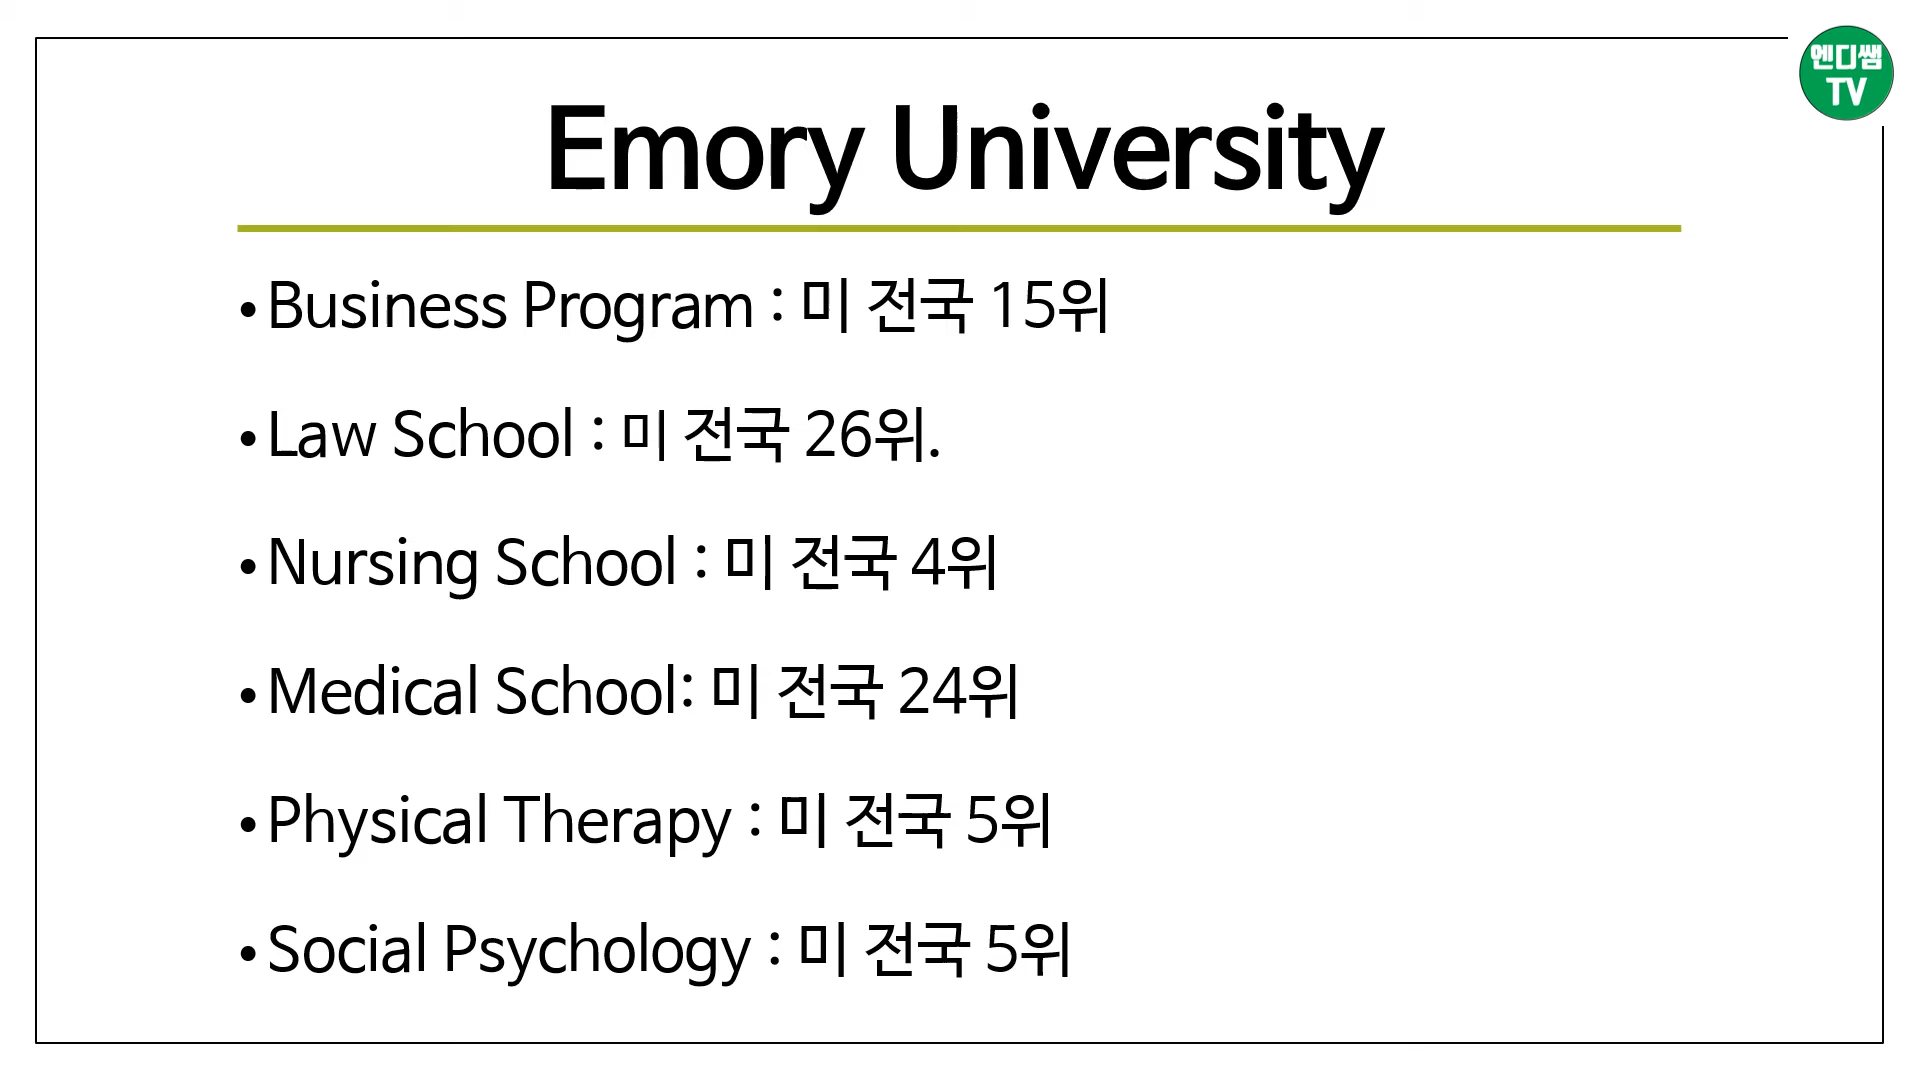 엔디쌤
TV
Emory University
• Business Program : 미 전국 15위
• Law School : 미 전국 26위.
• Nursing School : 미 전국 4위
• Medical School: 미 전국 24위
• Physical Therapy : 미 전국 5위
• Social Psychology : 미 전국 5위